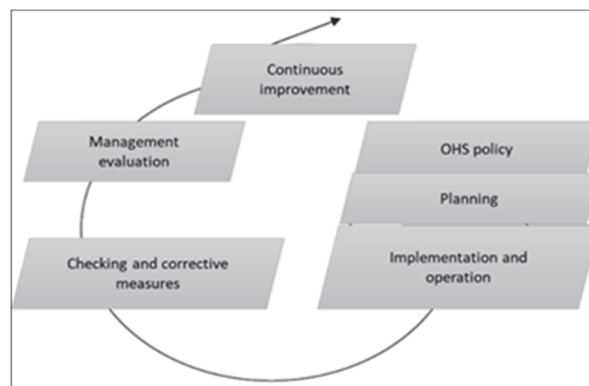 Continuous
improvement
Management
evaluation
OHS policy
Planning
Checking and corrective
measures
Implementation and
operation